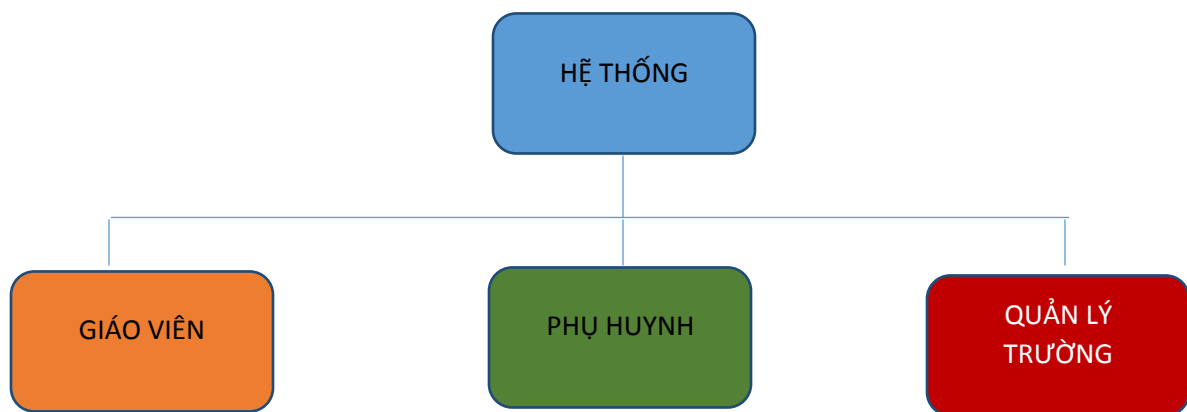 HỆ THỐNG
GIÁO VIÊN
PHỤ HUYNH
QUẢN LÝ
TRƯỜNG